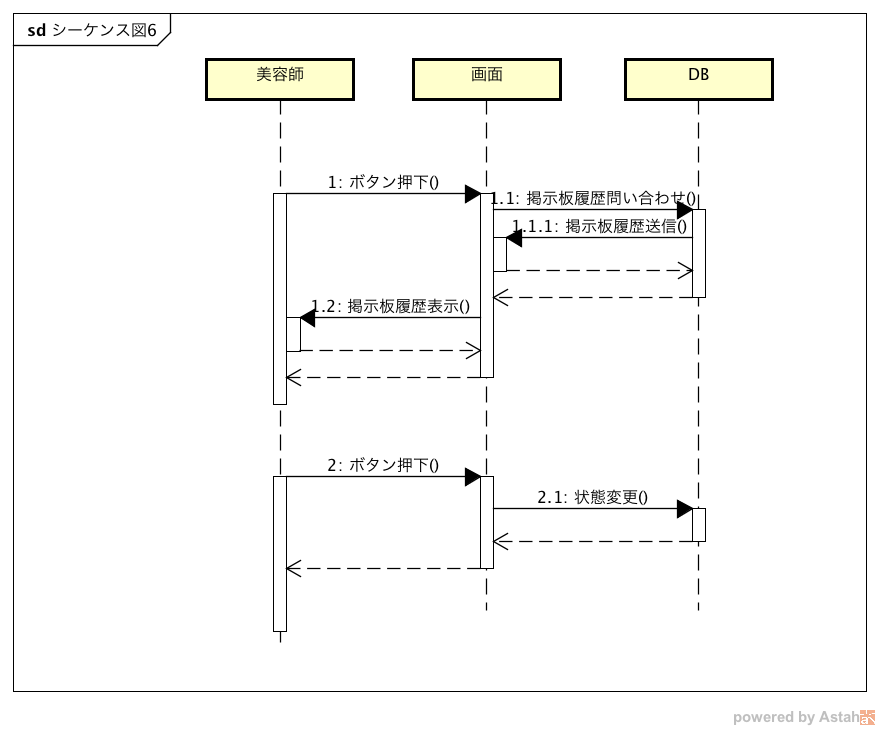 sd シーケンス図6
美容師
画面
DB
1: ボタン押下()
1.1: 掲示板履歴問い合わせ()
1.1.1: 掲示板履歴送信()
1.2: 掲示板履歴表示()
2: ボタン押下()
2.1: 状態変更()
powered by Astah